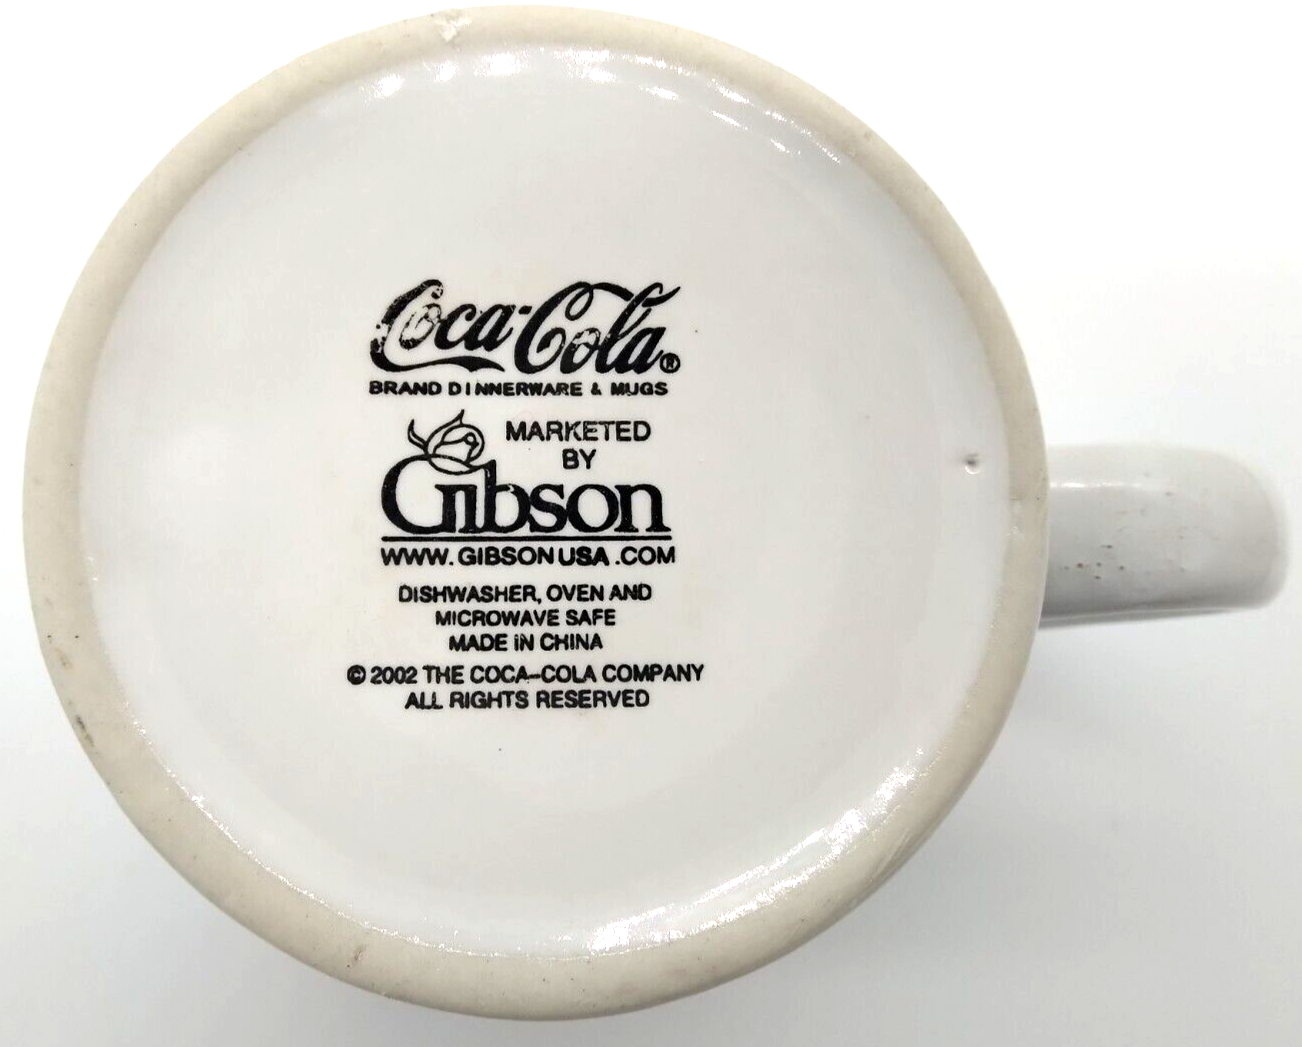 Coca-Cola®
BRAND DINNERWARE & MUGS
MARKETED
BY
Gibson
WWW.GIBSONUSA.COM
DISHWASHER, OVEN AND
MICROWAVE SAFE
MADE IN CHINA
© 2002 THE COCA-COLA COMPANY
ALL RIGHTS RESERVED